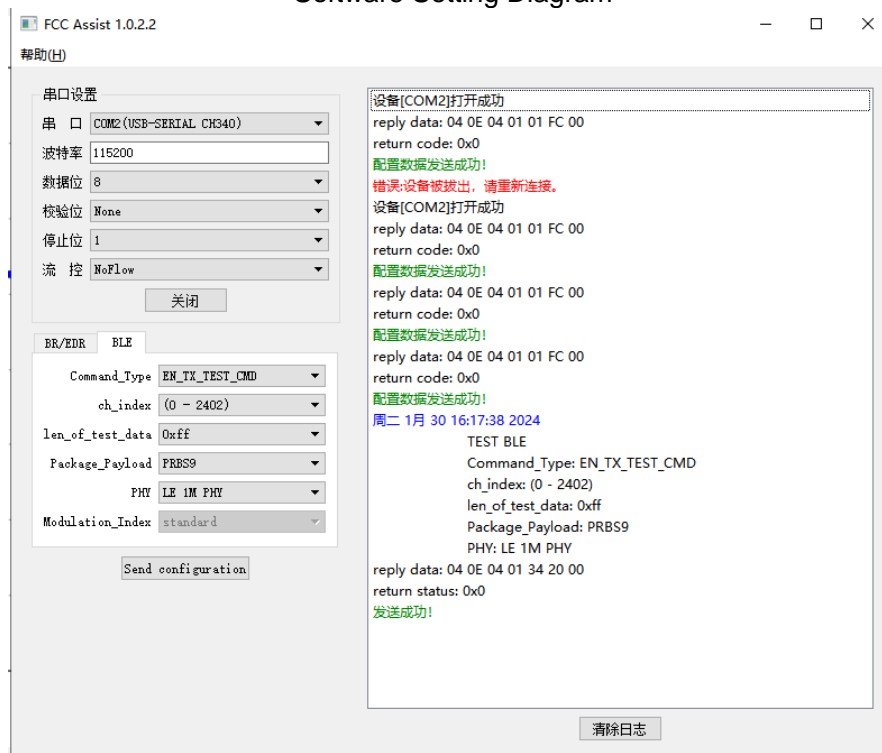 Software Setting Diagram
FCC Assist 1.0.2.2
帮助(H)
串口设置
串 口 COM2(USB-SERIAL CH340)
波特率 115200
数据位 8
校验位 None
停止位 1
流 控 NoFlow
关闭
BR/EDR BLE
Command_Type EN_TX_TEST_CMD
ch_index (0 - 2402)
len_of_test_data 0xff
Package_Payload PRBS9
PHY LE 1M PHY
Modulation_Index standard
Send configuration
设备[COM2]打开成功
reply data: 04 0E 04 01 01 FC 00
return code: 0x0
配置数据发送成功!
错误:设备被拔出，请重新连接。
设备[COM2]打开成功
reply data: 04 0E 04 01 01 FC 00
return code: 0x0
配置数据发送成功!
reply data: 04 0E 04 01 01 FC 00
return code: 0x0
配置数据发送成功!
reply data: 04 0E 04 01 01 FC 00
return code: 0x0
配置数据发送成功!
周二 1月 30 16:17:38 2024
TEST BLE
Command_Type: EN_TX_TEST_CMD
ch_index: (0 - 2402)
len_of_test_data: 0xff
Package_Payload: PRBS9
PHY: LE 1M PHY
reply data: 04 0E 04 01 34 20 00
return status: 0x0
发送成功!
清除日志